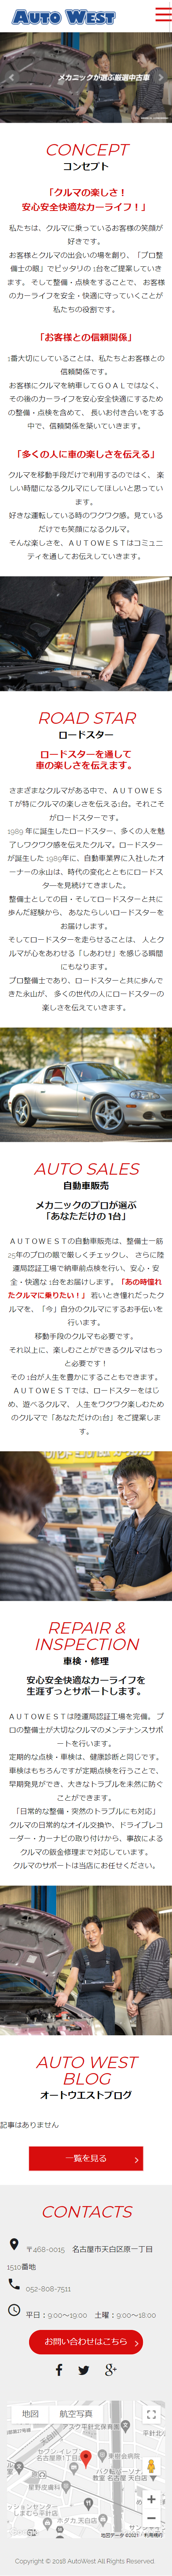 AUTO WEST
メカニックが選ぶ厳選中古車
CONCEPT
コンセプト
「クルマの楽しさ！
安心安全快適なカーライフ！」
私たちは、クルマに乗っているお客様の笑顔が
好きです。
お客様とクルマの出会いの場を創り、「プロ整備
士の眼」でピッタリの 1台をご提案していき
ます。 そして整備・点検をすることで、 お客様
のカーライフを安全・快適に守っていくことが
私たちの役割です。
「お客様との信頼関係」
1番大切にしていることは、私たちとお客様との
信頼関係です。
お客様にクルマを納車してＧＯＡＬではなく、
その後のカーライフを安心安全快適にするため
の整備・点検を含めて、 長いお付き合いをする
中で、信頼関係を築いていきます。
「多くの人に車の楽しさを伝える」
クルマを移動手段だけで利用するのではく、 楽
しい時間になるクルマにしてほしいと思ってい
ます。
好きな運転している時のワクワク感。見ている
だけでも笑顔になるクルマ。
そんな楽しさを、ＡＵＴＯＷＥＳＴはコミュニ
ティを通してお伝えしていきます。
ROAD STAR
ロードスター
ロードスターを通して
車の楽しさを伝えます。
さまざまなクルマがある中で、ＡＵＴＯＷＥＳ
Ｔが特にクルマの楽しさを伝える1台。それこそ
がロードスターです。
1989 年に誕生したロードスター、多くの人を魅
了しワクワク感を伝えたクルマ。ロードスター
が誕生した 1989年に、自動車業界に入社したオ
ーナーの永山は、時代の変化とともにロードス
ターを見続けてきました。
整備士としての目・そしてロードスターと共に
歩んだ経験から、 あなたらしいロードスターを
お届けします。
そしてロードスターを走らせることは、 人とク
ルマが心をあわせる「しあわせ」を感じる瞬間
にもなります。
プロ整備士であり、ロードスターと共に歩んで
きた永山が、 多くの世代の人にロードスターの
楽しさを伝えていきます。
AUTO SALES
自動車販売
メカニックのプロが選ぶ
「あなただけの 1台」
ＡＵＴＯＷＥＳＴの自動車販売は、整備士一筋
25年のプロの眼で厳しくチェックし、 さらに陸
運局認証工場で納車前点検を行い、安心・安
全・快適な 1台をお届けします。「あの時憧れ
たクルマに乗りたい！」 若いとき憧れだったク
ルマを、「今」自分のクルマにするお手伝いを
行います。
移動手段のクルマも必要です。
それ以上に、楽しむことができるクルマはもっ
と必要です！
その 1台が人生を豊かにすることもできます。
ＡＵＴＯＷＥＳＴでは、ロードスターをはじ
め、遊べるクルマ、 人生をワクワク楽しむため
のクルマで「あなただけの1台」をご提案しま
す。
REPAIR &
INSPECTION
車検・修理
安心安全快適なカーライフを
生涯ずっとサポートします。
ＡＵＴＯＷＥＳＴは陸運局認証工場を完備。 プ
ロの整備士が大切なクルマのメンテナンスサポ
ートを行います。
定期的な点検・車検は、健康診断と同じです。
車検はもちろんですが定期点検を行うことで、
早期発見ができ、大きなトラブルを未然に防ぐ
ことができます。
「日常的な整備・突然のトラブルにも対応」
クルマの日常的なオイル交換や、ドライブレコ
ーダー・カーナビの取り付けから、事故による
クルマの鈑金修理まで対応しています。
クルマのサポートは当店にお任せください。
AUTO WEST
BLOG
オートウエストブログ
記事はありません
一覧を見る
CONTACTS
〒468-0015 名古屋市天白区原一丁目
1510番地
052-808-7511
平日：9:00〜19:00 土曜：9:00〜18:00
お問い合わせはこちら
地図 航空写真
セブン-イレブン
東田台病院
星野皮膚科
地図データ ©2021 利用規約
Copyright © 2018 AutoWest All Rights Reserved.